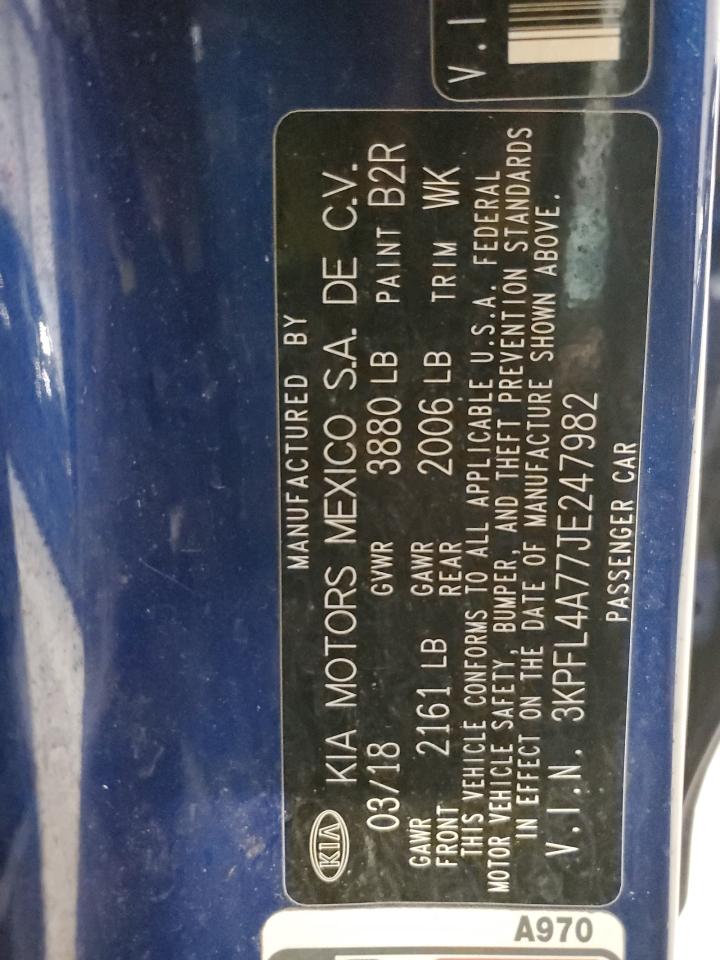 V.I
MANUFACTURED BY
KIA KIA MOTORS MEXICO S.A. DE C.V.
03/18 GVWR 3880 LB PAINT B2R
GAWR FRONT 2161 LB GAWR REAR 2006 LB TRIM WK
THIS VEHICLE CONFORMS TO ALL APPLICABLE U.S.A. FEDERAL
MOTOR VEHICLE SAFETY, BUMPER, AND THEFT PREVENTION STANDARDS
IN EFFECT ON THE DATE OF MANUFACTURE SHOWN ABOVE.
V.I.N. 3KPFL4A77JE247982
PASSENGER CAR
A970